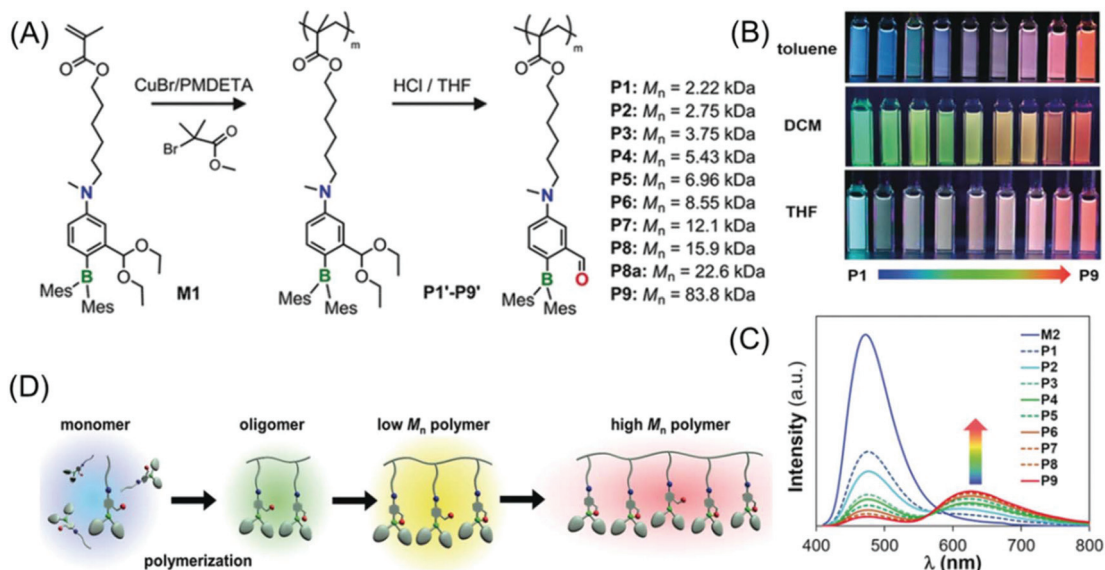 (A)
O
O
CuBr/PMDETA
Br
O
O
N
O
O
B
Mes
Mes
M1
m
O
O
HCl / THF
N
O
O
B
Mes
Mes
P1'-P9'
m
O
O
N
B
O
Mes
Mes
P1: Mn = 2.22 kDa
P2: Mn = 2.75 kDa
P3: Mn = 3.75 kDa
P4: Mn = 5.43 kDa
P5: Mn = 6.96 kDa
P6: Mn = 8.55 kDa
P7: Mn = 12.1 kDa
P8: Mn = 15.9 kDa
P8a: Mn = 22.6 kDa
P9: Mn = 83.8 kDa
(B)
toluene
DCM
THF
P1
P9
(C)
Intensity (a.u.)
M2
P1
P2
P3
P4
P5
P6
P7
P8
P9
400 500 600 700 800
λ (nm)
(D)
monomer
oligomer
low Mn polymer
high Mn polymer
polymerization